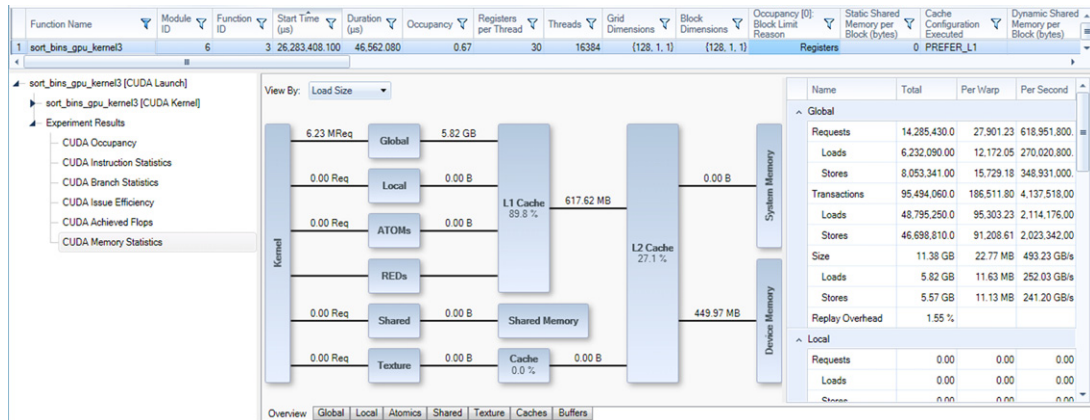 Function Name Module ID Function ID Start Time (µs) Duration (µs) Occupancy Registers per Thread Threads Grid Dimensions Block Dimensions Occupancy [0]: Block Limit Reason Static Shared Memory per Block (bytes) Cache Configuration Executed Dynamic Shared Memory per Block (bytes)
1 sort_bins_gpu_kernel3 6 3 26,283,408.100 46,562.080 0.67 30 16384 {128, 1, 1} {128, 1, 1} Registers 0 PREFER_L1
sort_bins_gpu_kernel3 [CUDA Launch]
sort_bins_gpu_kernel3 [CUDA Kernel]
Experiment Results
CUDA Occupancy
CUDA Instruction Statistics
CUDA Branch Statistics
CUDA Issue Efficiency
CUDA Achieved Flops
CUDA Memory Statistics
View By: Load Size
Kernel
6.23 MReq Global 5.82 GB
0.00 Req Local 0.00 B
0.00 Req ATOMs 0.00 B
REDs
0.00 Req Shared 0.00 B Shared Memory
0.00 Req Texture 0.00 B Cache 0.00 B
0.0 %
L1 Cache
89.8 %
617.62 MB
L2 Cache
27.1 %
0.00 B
System Memory
449.97 MB
Device Memory
Overview Global Local Atomics Shared Texture Caches Buffers
Name Total Per Warp Per Second
Global
Requests 14,285,430.0 27,901.23 618,951,800.
Loads 6,232,090.00 12,172.05 270,020,800.
Stores 8,053,341.00 15,729.18 348,931,000.
Transactions 95,494,060.0 186,511.80 4,137,518,00
Loads 48,795,250.0 95,303.23 2,114,176,00
Stores 46,698,810.0 91,208.61 2,023,342,00
Size 11.38 GB 22.77 MB 493.23 GB/s
Loads 5.82 GB 11.63 MB 252.03 GB/s
Stores 5.57 GB 11.13 MB 241.20 GB/s
Replay Overhead 1.55 %
Local
Requests 0.00 0.00 0.00
Loads 0.00 0.00 0.00
Stores 0.00 0.00 0.00